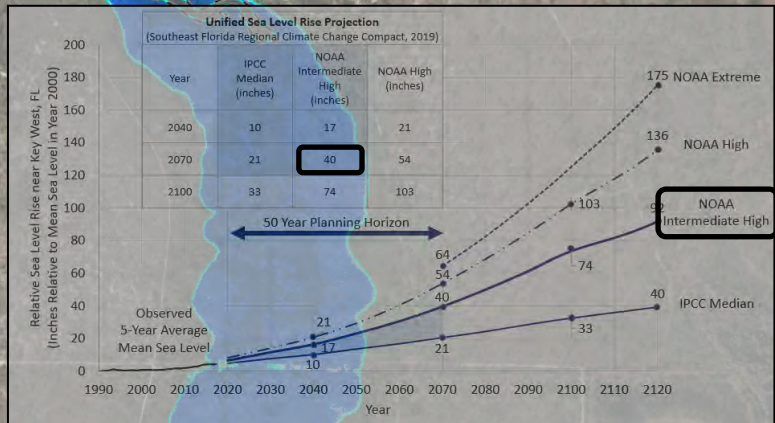 Unified Sea Level Rise Projection
(Southeast Florida Regional Climate Change Compact, 2019)
Year
IPCC
Median
(inches)
NOAA
Intermediate
High
(inches)
NOAA High
(inches)
2040 10 17 21
2070 21 40 54
2100 33 74 103
Relative Sea Level Rise near Key West, FL
(Inches Relative to Mean Sea Level in Year 2000)
200
180
160
140
120
100
80
60
40
20
0
50 Year Planning Horizon
Observed
5-Year Average
Mean Sea Level
175 NOAA Extreme
136 NOAA High
92 NOAA
Intermediate High
40 IPCC Median
103
74
33
64
54
40
21
21
17
10
1990 2000 2010 2020 2030 2040 2050 2060 2070 2080 2090 2100 2110 2120
Year